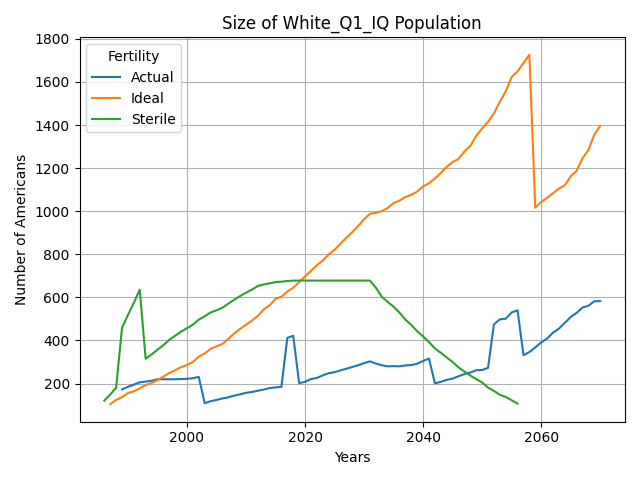 Size of White_Q1_IQ Population
Number of Americans
1800
1600
1400
1200
1000
800
600
400
200
Fertility
Actual
Ideal
Sterile
2000
2020
2040
2060
Years